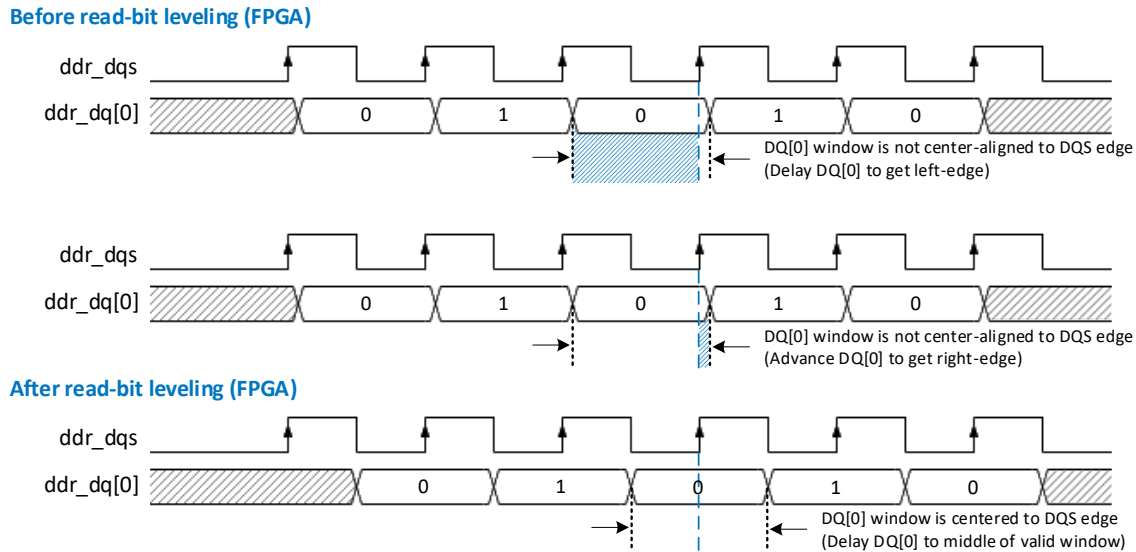 Before read-bit leveling (FPGA)
ddr_dqs
ddr_dq[0]
0 1 0 1 0
DQ[0] window is not center-aligned to DQS edge
(Delay DQ[0] to get left-edge)
ddr_dqs
ddr_dq[0]
0 1 0 1 0
DQ[0] window is not center-aligned to DQS edge
(Advance DQ[0] to get right-edge)
After read-bit leveling (FPGA)
ddr_dqs
ddr_dq[0]
0 1 0 1 0
DQ[0] window is centered to DQS edge
(Delay DQ[0] to middle of valid window)